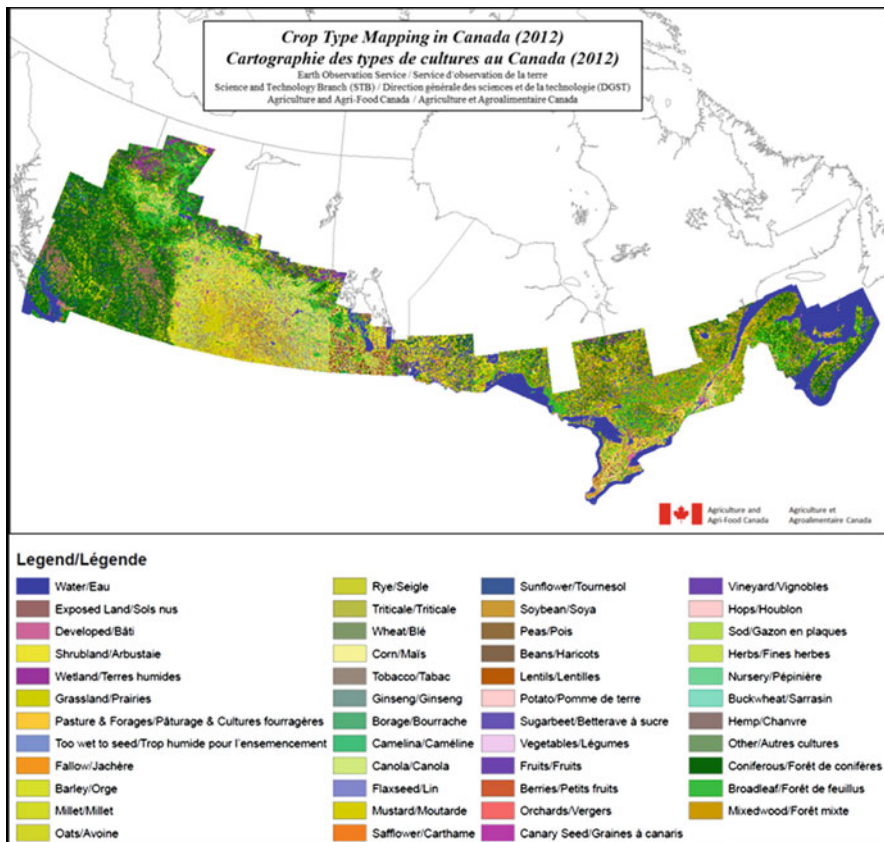 Crop Type Mapping in Canada (2012)
Cartographie des types de cultures au Canada (2012)
Earth Observation Service / Service d'observation de la terre
Science and Technology Branch (STB) / Direction générale des sciences et de la technologie (DGST)
Agriculture and Agri-Food Canada / Agriculture et Agroalimentaire Canada
Agriculture and
Agri-Food Canada
Agriculture et
Agroalimentaire Canada
Legend/Légende
Water/Eau
Exposed Land/Sols nus
Developed/Bâti
Shrubland/Arbustaie
Wetland/Terres humides
Grassland/Prairies
Pasture & Forages/Pâturage & Cultures fourragères
Too wet to seed/Trop humide pour l'ensemencement
Fallow/Jachère
Barley/Orge
Millet/Millet
Oats/Avoine
Rye/Seigle
Triticale/Triticale
Wheat/Blé
Corn/Maïs
Tobacco/Tabac
Ginseng/Ginseng
Borage/Bourrache
Camelina/Caméline
Canola/Canola
Flaxseed/Lin
Mustard/Moutarde
Safflower/Carthame
Sunflower/Tournesol
Soybean/Soya
Peas/Pois
Beans/Haricots
Lentils/Lentilles
Potato/Pomme de terre
Sugarbeet/Betterave à sucre
Vegetables/Légumes
Fruits/Fruits
Berries/Petits fruits
Orchards/Vergers
Canary Seed/Graines à canaris
Vineyard/Vignobles
Hops/Houblon
Sod/Gazon en plaques
Herbs/Fines herbes
Nursery/Pépinière
Buckwheat/Sarrasin
Hemp/Chanvre
Other/Autres cultures
Coniferous/Forêt de conifères
Broadleaf/Forêt de feuillus
Mixedwood/Forêt mixte